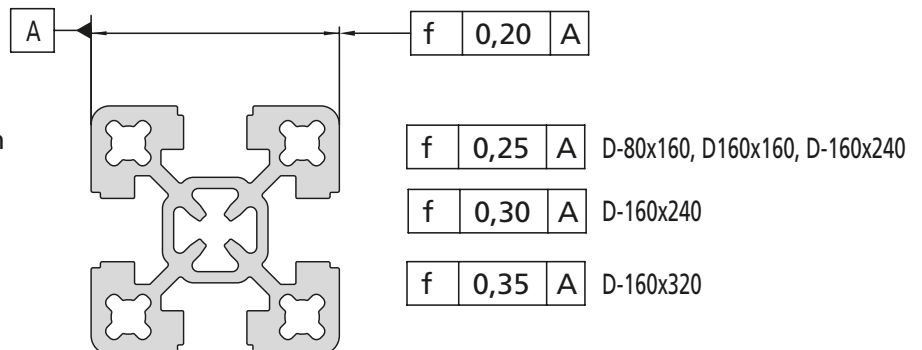 A f 0,20 A
n
f 0,25 A D-80x160, D160x160, D-160x240
f 0,30 A D-160x240
f 0,35 A D-160x320